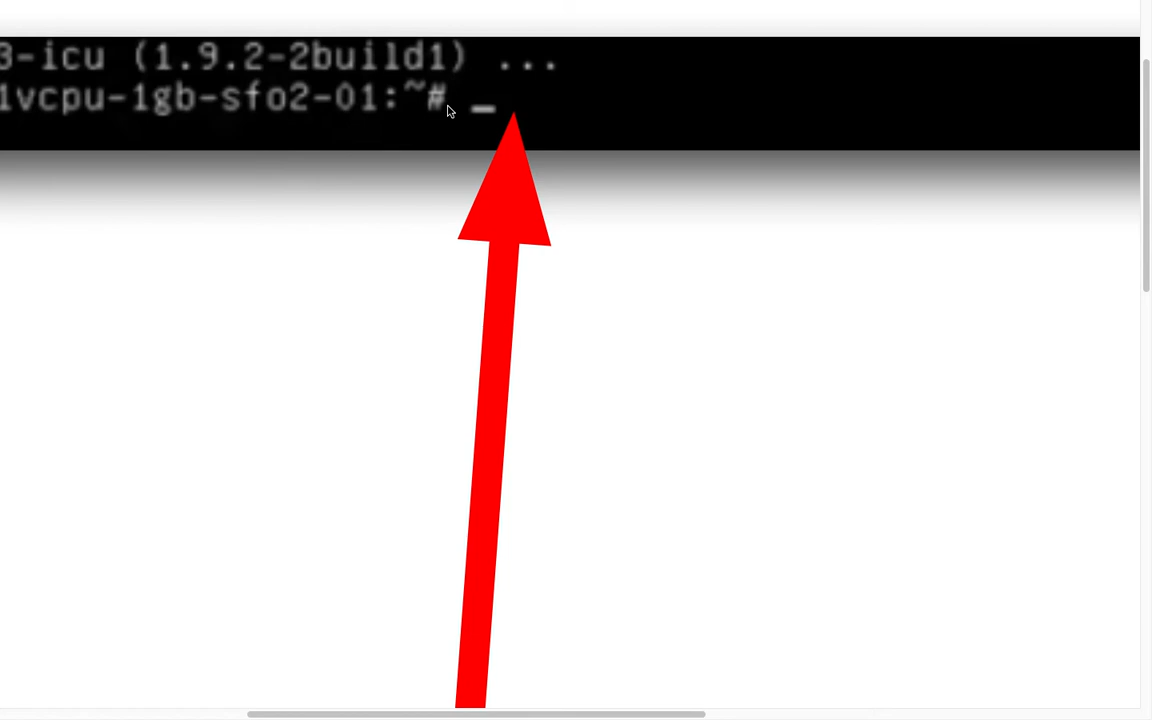 3-icu (1.9.2-2build1) ...
1vcpu-1gb-sfo2-01:~# _